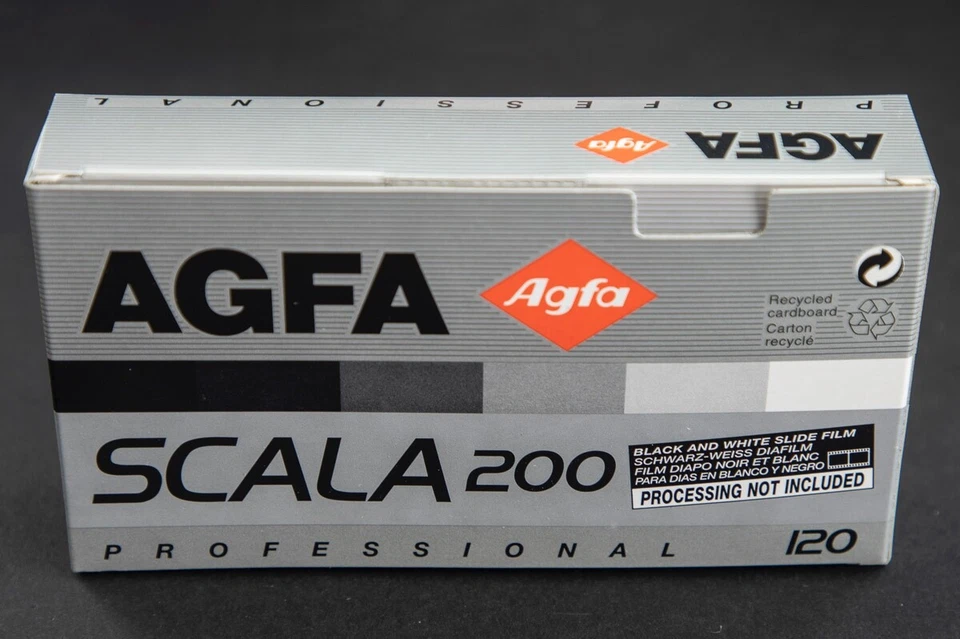 PROFESSIONAL
AGFA Agfa
AGFA Agfa
Recycled
cardboard
Carton
recyclé
SCALA 200
BLACK AND WHITE SLIDE FILM
SCHWARZ-WEISS DIAFILM
FILM DIAPO NOIR ET BLANC
PARA DIAS EN BLANCO Y NEGRO
PROCESSING NOT INCLUDED
PROFESSIONAL 120